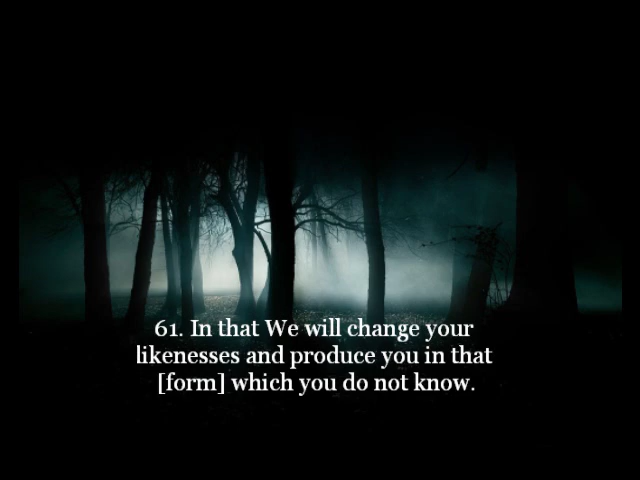 61. In that We will change your
likenesses and produce you in that
[form] which you do not know.